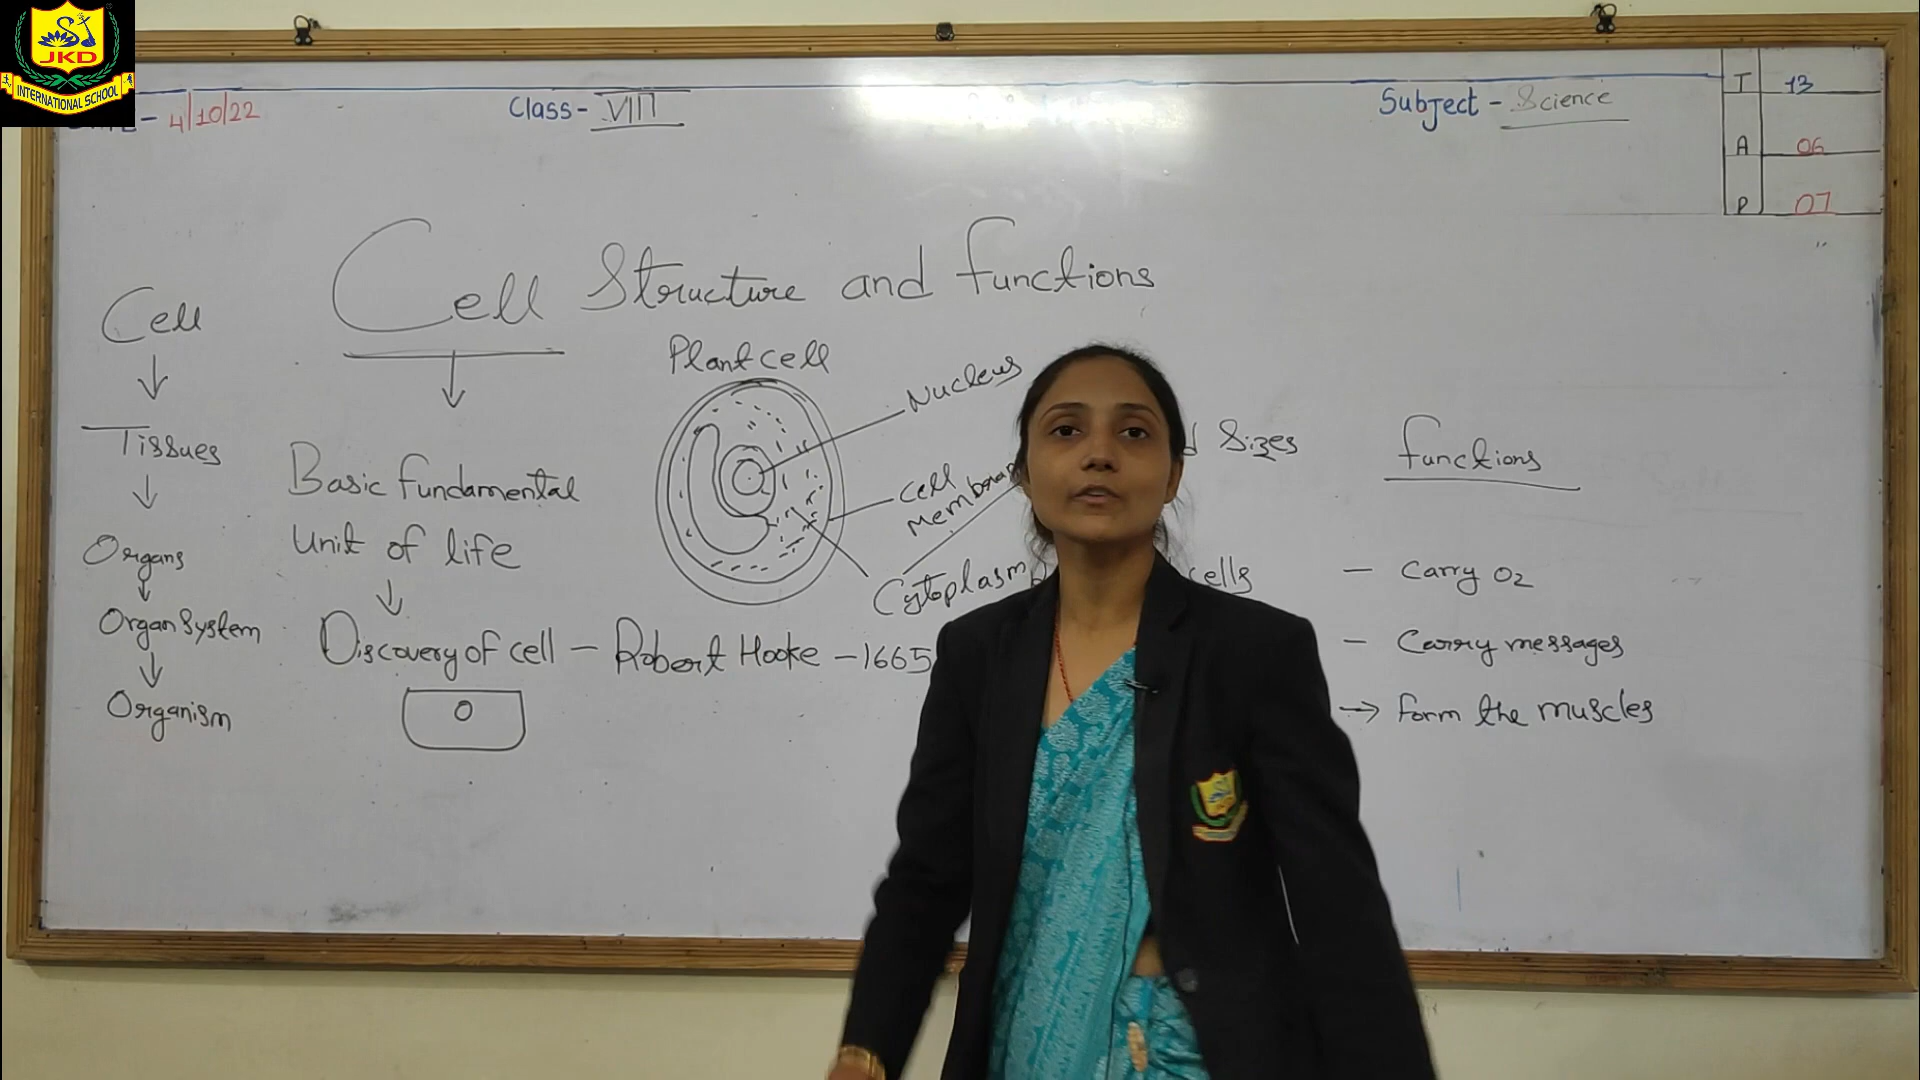 JKD
INTERNATIONAL SCHOOL
- 4/10/22
Class- VIII
Subject - Science
T 13
A 06
P 07
Cell Structure and functions
Cell
Tissues
Organs
Organ System
Organism
Basic fundamental
Unit of life
Discovery of cell - Robert Hooke - 1665
Plant cell
Nucleus
Cell
Cytoplasm
Sizes
cells
functions
- Carry O2
- Carry messages
→ form the muscles